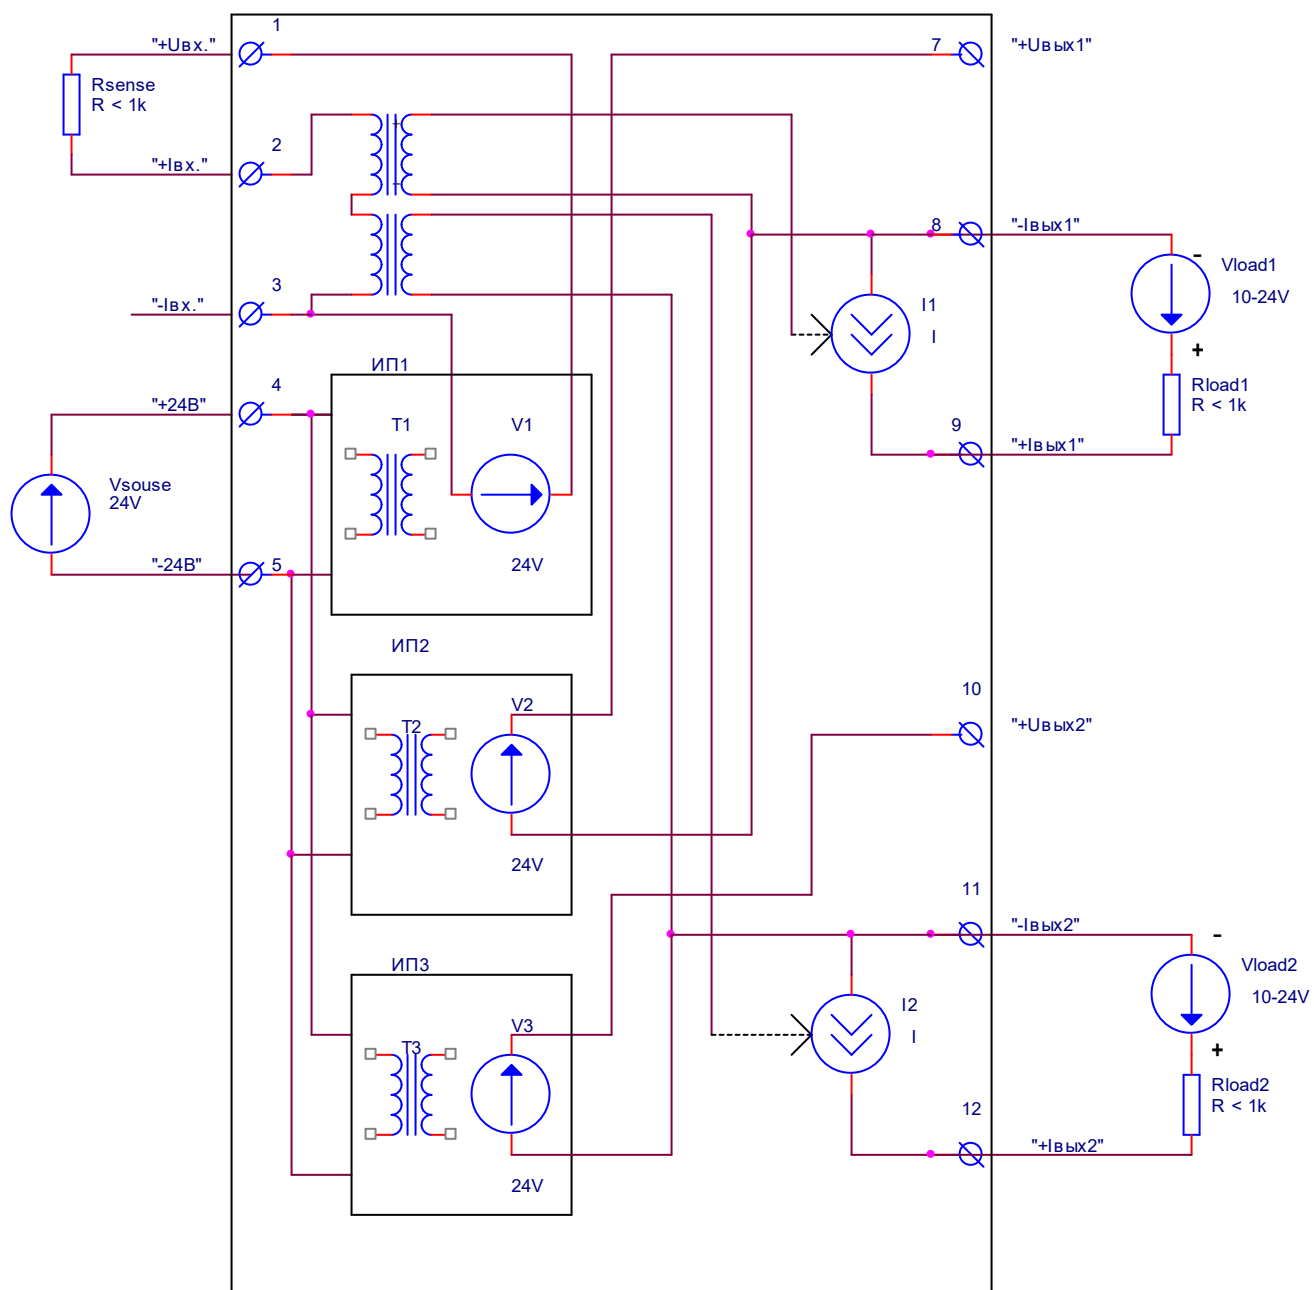 1
"+Uвх."
7
"+Uвых1"
Rsense
R < 1k
2
"+Iвх."
+
-
8
"-Iвых1"
-
Vload1
10-24V
3
"-Iвх."
I1
I
+
ИП1
4
"+24В"
Rload1
R < 1k
T1
V1
9
"+Iвых1"
Vsouse
24V
5
"-24В"
24V
ИП2
10
"+Uвых2"
T2
V2
24V
11
"-Iвых2"
-
Vload2
10-24V
ИП3
I2
I
T3
V3
+
Rload2
R < 1k
12
"+Iвых2"
24V